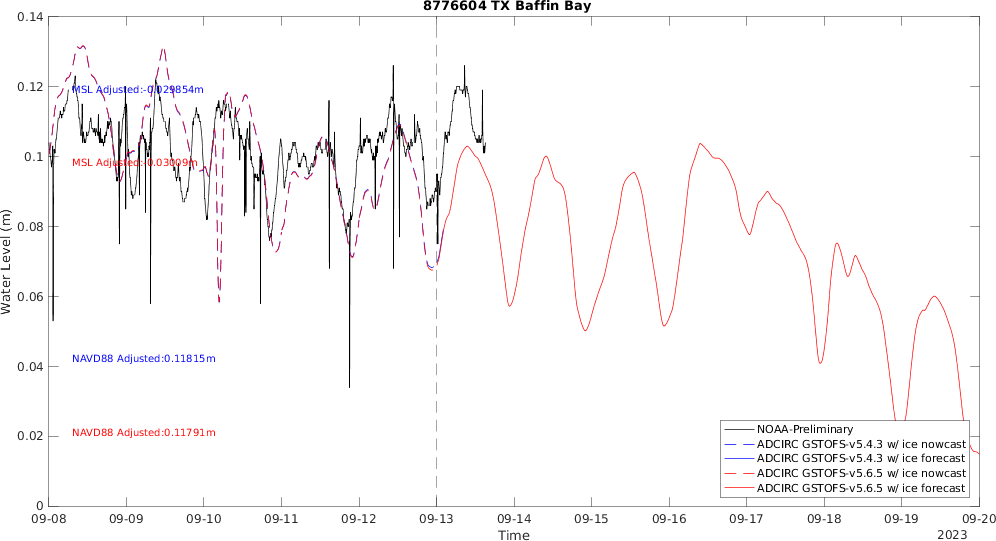 8776604 TX Baffin Bay
0.14
0.12
0.1
0.08
0.06
0.04
0.02
0
Water Level (m)
MSL Adjusted:-0.029854m
MSL Adjusted:-0.03009m
NAVD88 Adjusted:0.11815m
NAVD88 Adjusted:0.11791m
NOAA-Preliminary
ADCIRC GSTOFS-v5.4.3 w/ ice nowcast
ADCIRC GSTOFS-v5.4.3 w/ ice forecast
ADCIRC GSTOFS-v5.6.5 w/ ice nowcast
ADCIRC GSTOFS-v5.6.5 w/ ice forecast
09-08 09-09 09-10 09-11 09-12 09-13 09-14 09-15 09-16 09-17 09-18 09-19 09-20
Time
2023